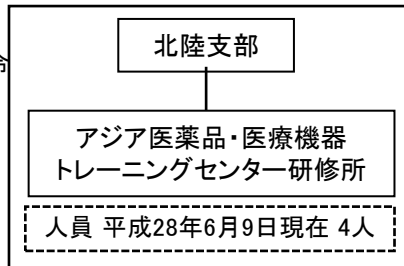 北陸支部
アジア医薬品・医療機器
トレーニングセンター研修所
人員 平成28年6月9日現在 4人